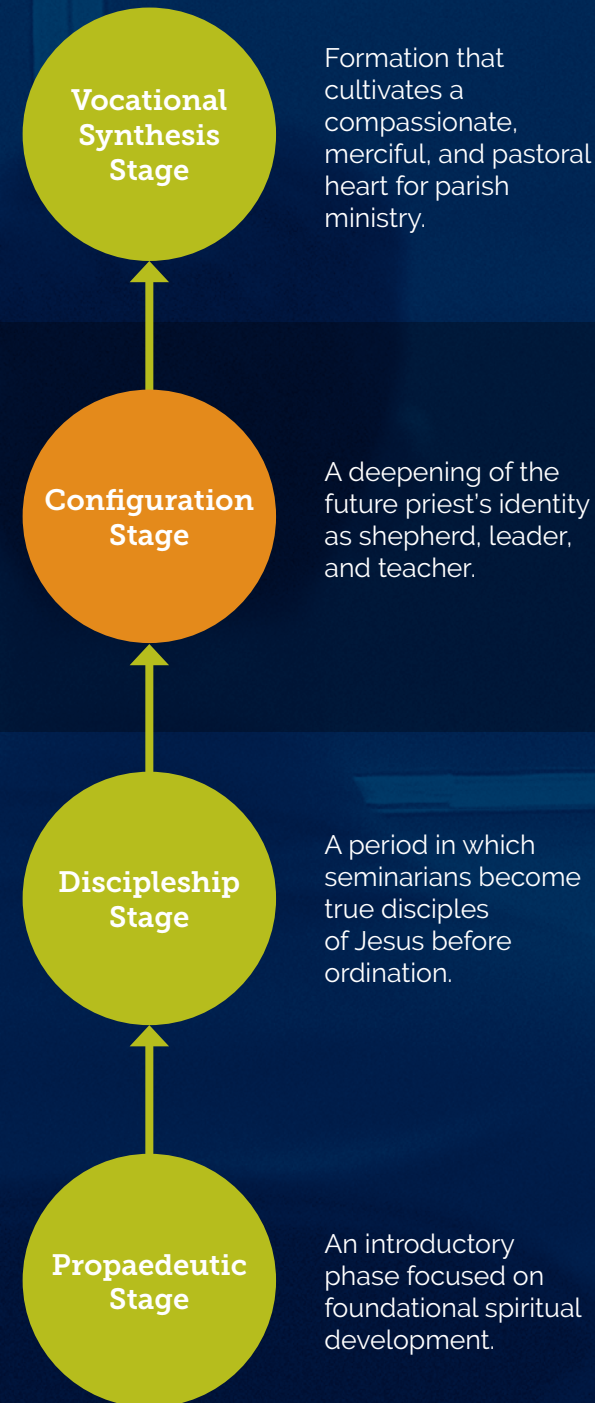 Vocational
Synthesis
Stage
Formation that
cultivates a
compassionate,
merciful, and pastoral
heart for parish
ministry.
Configuration
Stage
A deepening of the
future priest’s identity
as shepherd, leader,
and teacher.
Discipleship
Stage
A period in which
seminarians become
true disciples
of Jesus before
ordination.
Propaedeutic
Stage
An introductory
phase focused on
foundational spiritual
development.